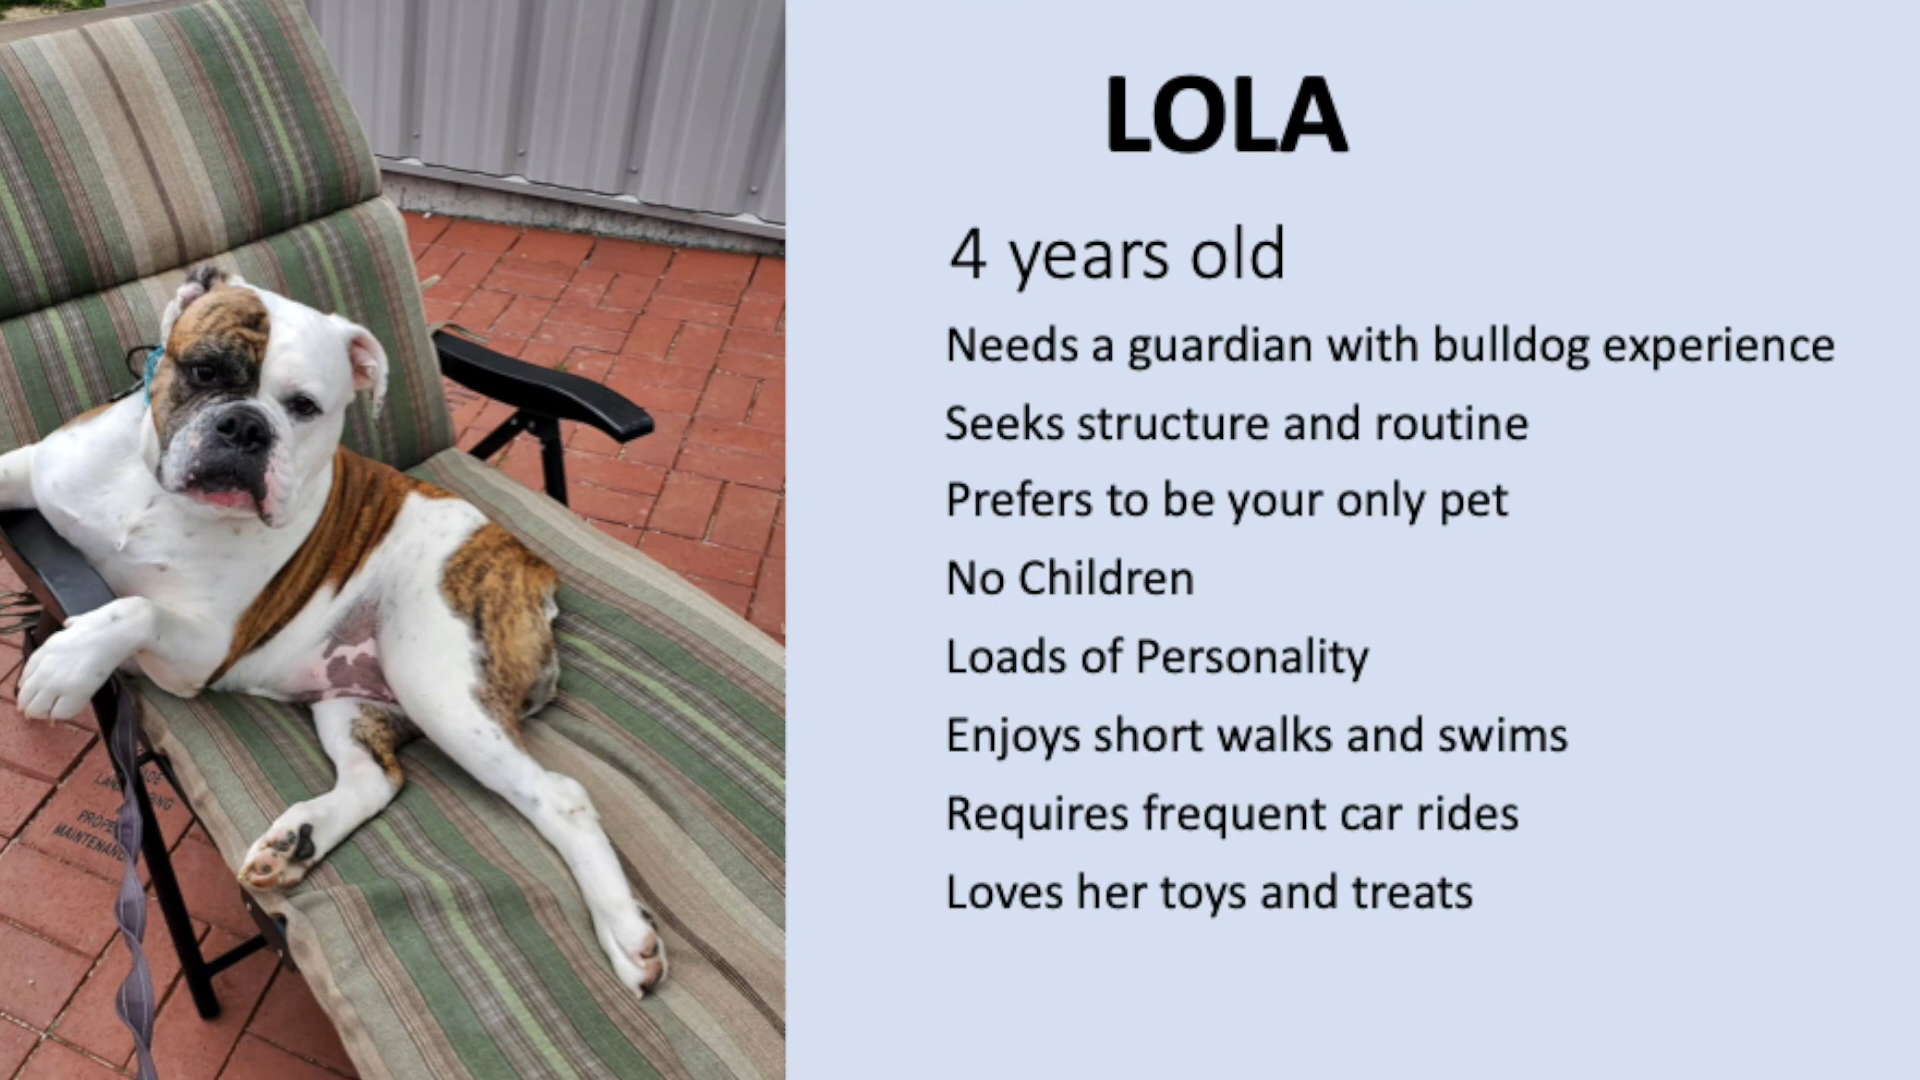 LOLA
4 years old
Needs a guardian with bulldog experience
Seeks structure and routine
Prefers to be your only pet
No Children
Loads of Personality
Enjoys short walks and swims
Requires frequent car rides
Loves her toys and treats